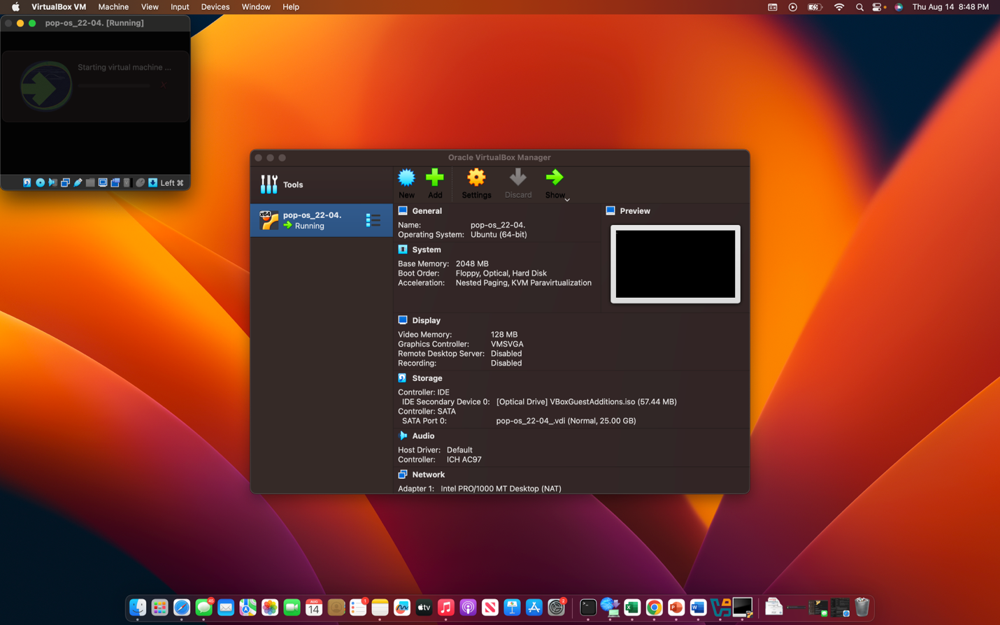 VirtualBox VM Machine View Input Devices Window Help Thu Aug 14 8:48 PM
pop-os_22-04. [Running]
Starting virtual machine ...
Left ⌘
Oracle VirtualBox Manager
Tools
New Add Settings Discard Show
x64
pop-os_22-04.
Running
General
Name: pop-os_22-04.
Operating System: Ubuntu (64-bit)
System
Base Memory: 2048 MB
Boot Order: Floppy, Optical, Hard Disk
Acceleration: Nested Paging, KVM Paravirtualization
Preview
Display
Video Memory: 128 MB
Graphics Controller: VMSVGA
Remote Desktop Server: Disabled
Recording: Disabled
Storage
Controller: IDE
IDE Secondary Device 0: [Optical Drive] VBoxGuestAdditions.iso (57.44 MB)
Controller: SATA
SATA Port 0: pop-os_22-04_.vdi (Normal, 25.00 GB)
Audio
Host Driver: Default
Controller: ICH AC97
Network
Adapter 1: Intel PRO/1000 MT Desktop (NAT)
AUG
14
1
tv
2